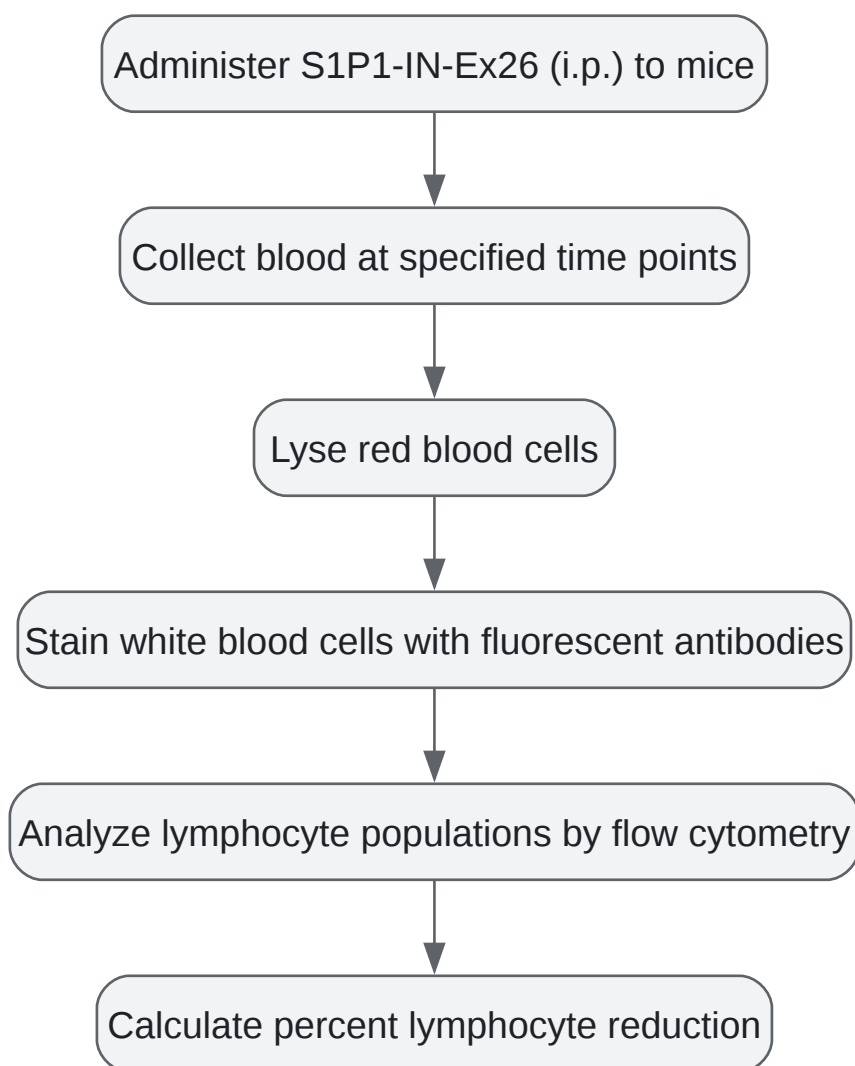 Administer S1P1-IN-Ex26 (i.p.) to mice
Collect blood at specified time points
Lyse red blood cells
Stain white blood cells with fluorescent antibodies
Analyze lymphocyte populations by flow cytometry
Calculate percent lymphocyte reduction